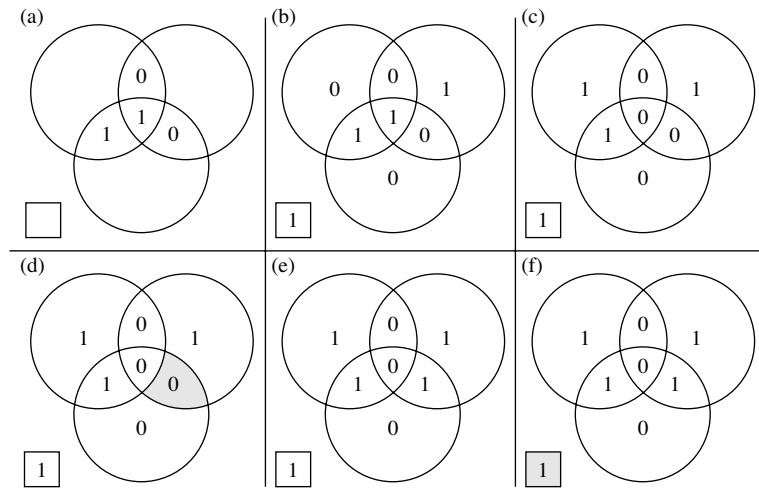 (a) (b) (c)
0 0 0 1 0 1 0 1
1 1 0
1 1 0 0
1 0 0 0
1 1
(d) (e) (f)
1 0 1 1 0 1 1 0 1
0 0 0
1 0 1 1 1 1
0 0 0
1 1 1